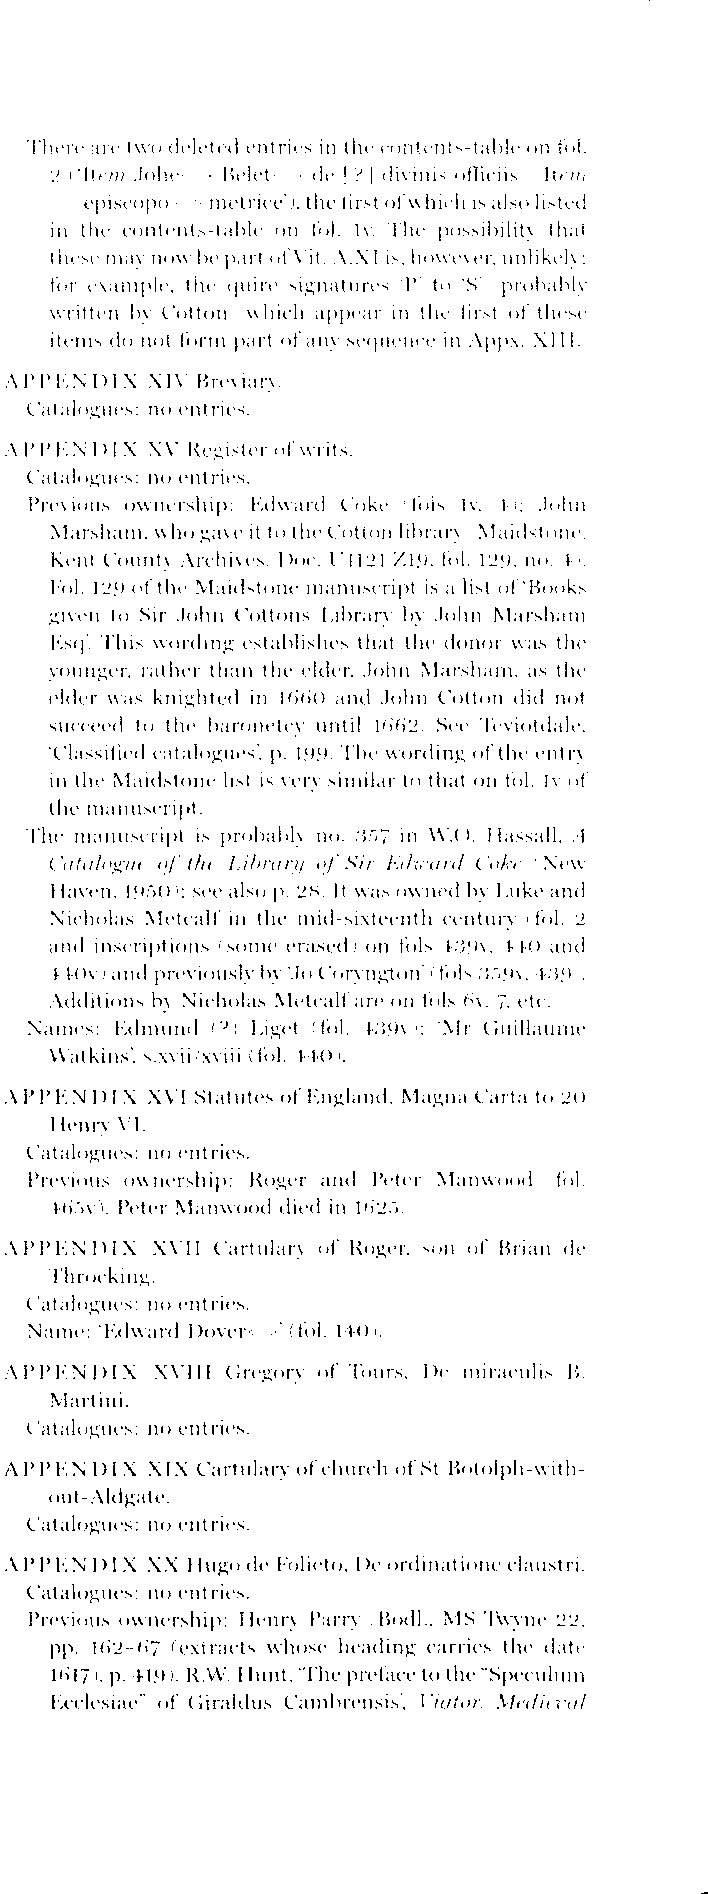 There are two deleted entries in the contents-table on fol.
2 ('Item Johe< > Belet< > de [?] divinis officiis Item
episcopo< > metrice'), the first of which is also listed
in the contents-table on fol. 1v. The possibility that
these may now be part of Vit. A.XI is, however, unlikely:
for example, the quire signatures 'P' to 'S' probably
written by Cotton which appear in the first of these
items do not form part of any sequence in Appx. XIII.
APPENDIX XIV Breviary.
Catalogues: no entries.
APPENDIX XV Register of writs.
Catalogues: no entries.
Previous ownership: Edward Coke (fols 1v, 4); John
Marsham, who gave it to the Cotton library (Maidstone,
Kent County Archives, Doc. U1121 Z19, fol. 129, no. 4).
Fol. 129 of the Maidstone manuscript is a list of 'Books
given to Sir John Cottons Library by John Marsham
Esq'. This wording establishes that the donor was the
younger, rather than the elder, John Marsham, as the
elder was knighted in 1660 and John Cotton did not
succeed to the baronetcy until 1662. See Teviotdale,
'Classified catalogues', p. 199. The wording of the entry
in the Maidstone list is very similar to that on fol. 1v of
the manuscript.
The manuscript is probably no. 357 in W.O. Hassall, A
Catalogue of the Library of Sir Edward Coke (New
Haven, 1950); see also p. 28. It was owned by Luke and
Nicholas Metcalf in the mid-sixteenth century (fol. 2
and inscriptions (some erased) on fols 439v, 440 and
440v) and previously by 'Jo Coryngton' (fols 359v, 439).
Additions by Nicholas Metcalf are on fols 6v, 7, etc.
Names: Edmund (?) Liget (fol. 439v); 'Mr Guillaume
Watkins', s.xvii/xviii (fol. 440).
APPENDIX XVI Statutes of England, Magna Carta to 20
Henry VI.
Catalogues: no entries.
Previous ownership: Roger and Peter Manwood (fol.
465v). Peter Manwood died in 1625.
APPENDIX XVII Cartulary of Roger, son of Brian de
Throcking.
Catalogues: no entries.
Name: 'Edward Dover< >' (fol. 140).
APPENDIX XVIII Gregory of Tours, De miraculis B.
Martini.
Catalogues: no entries.
APPENDIX XIX Cartulary of church of St Botolph-with-
out-Aldgate.
Catalogues: no entries.
APPENDIX XX Hugo de Folieto, De ordinatione claustri.
Catalogues: no entries.
Previous ownership: Henry Parry (Bodl., MS Twyne 22,
pp. 162-67 (extracts whose heading carries the date
1617), p. 419). R.W. Hunt, 'The preface to the "Speculum
Ecclesiae" of Giraldus Cambrensis', Viator. Medieval